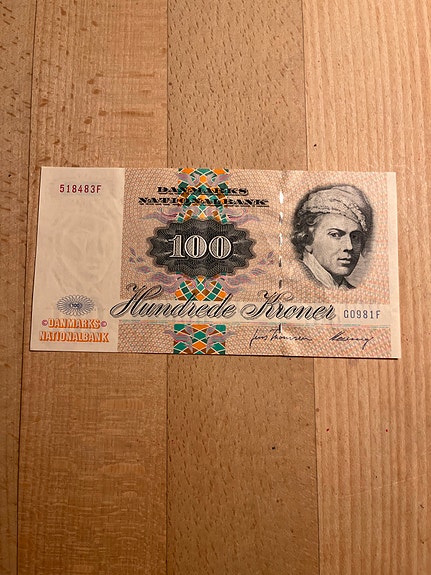 518483F
DANMARKS
NATIONALBANK
100
Hundrede Kroner
G0981F
DANMARKS
NATIONALBANK